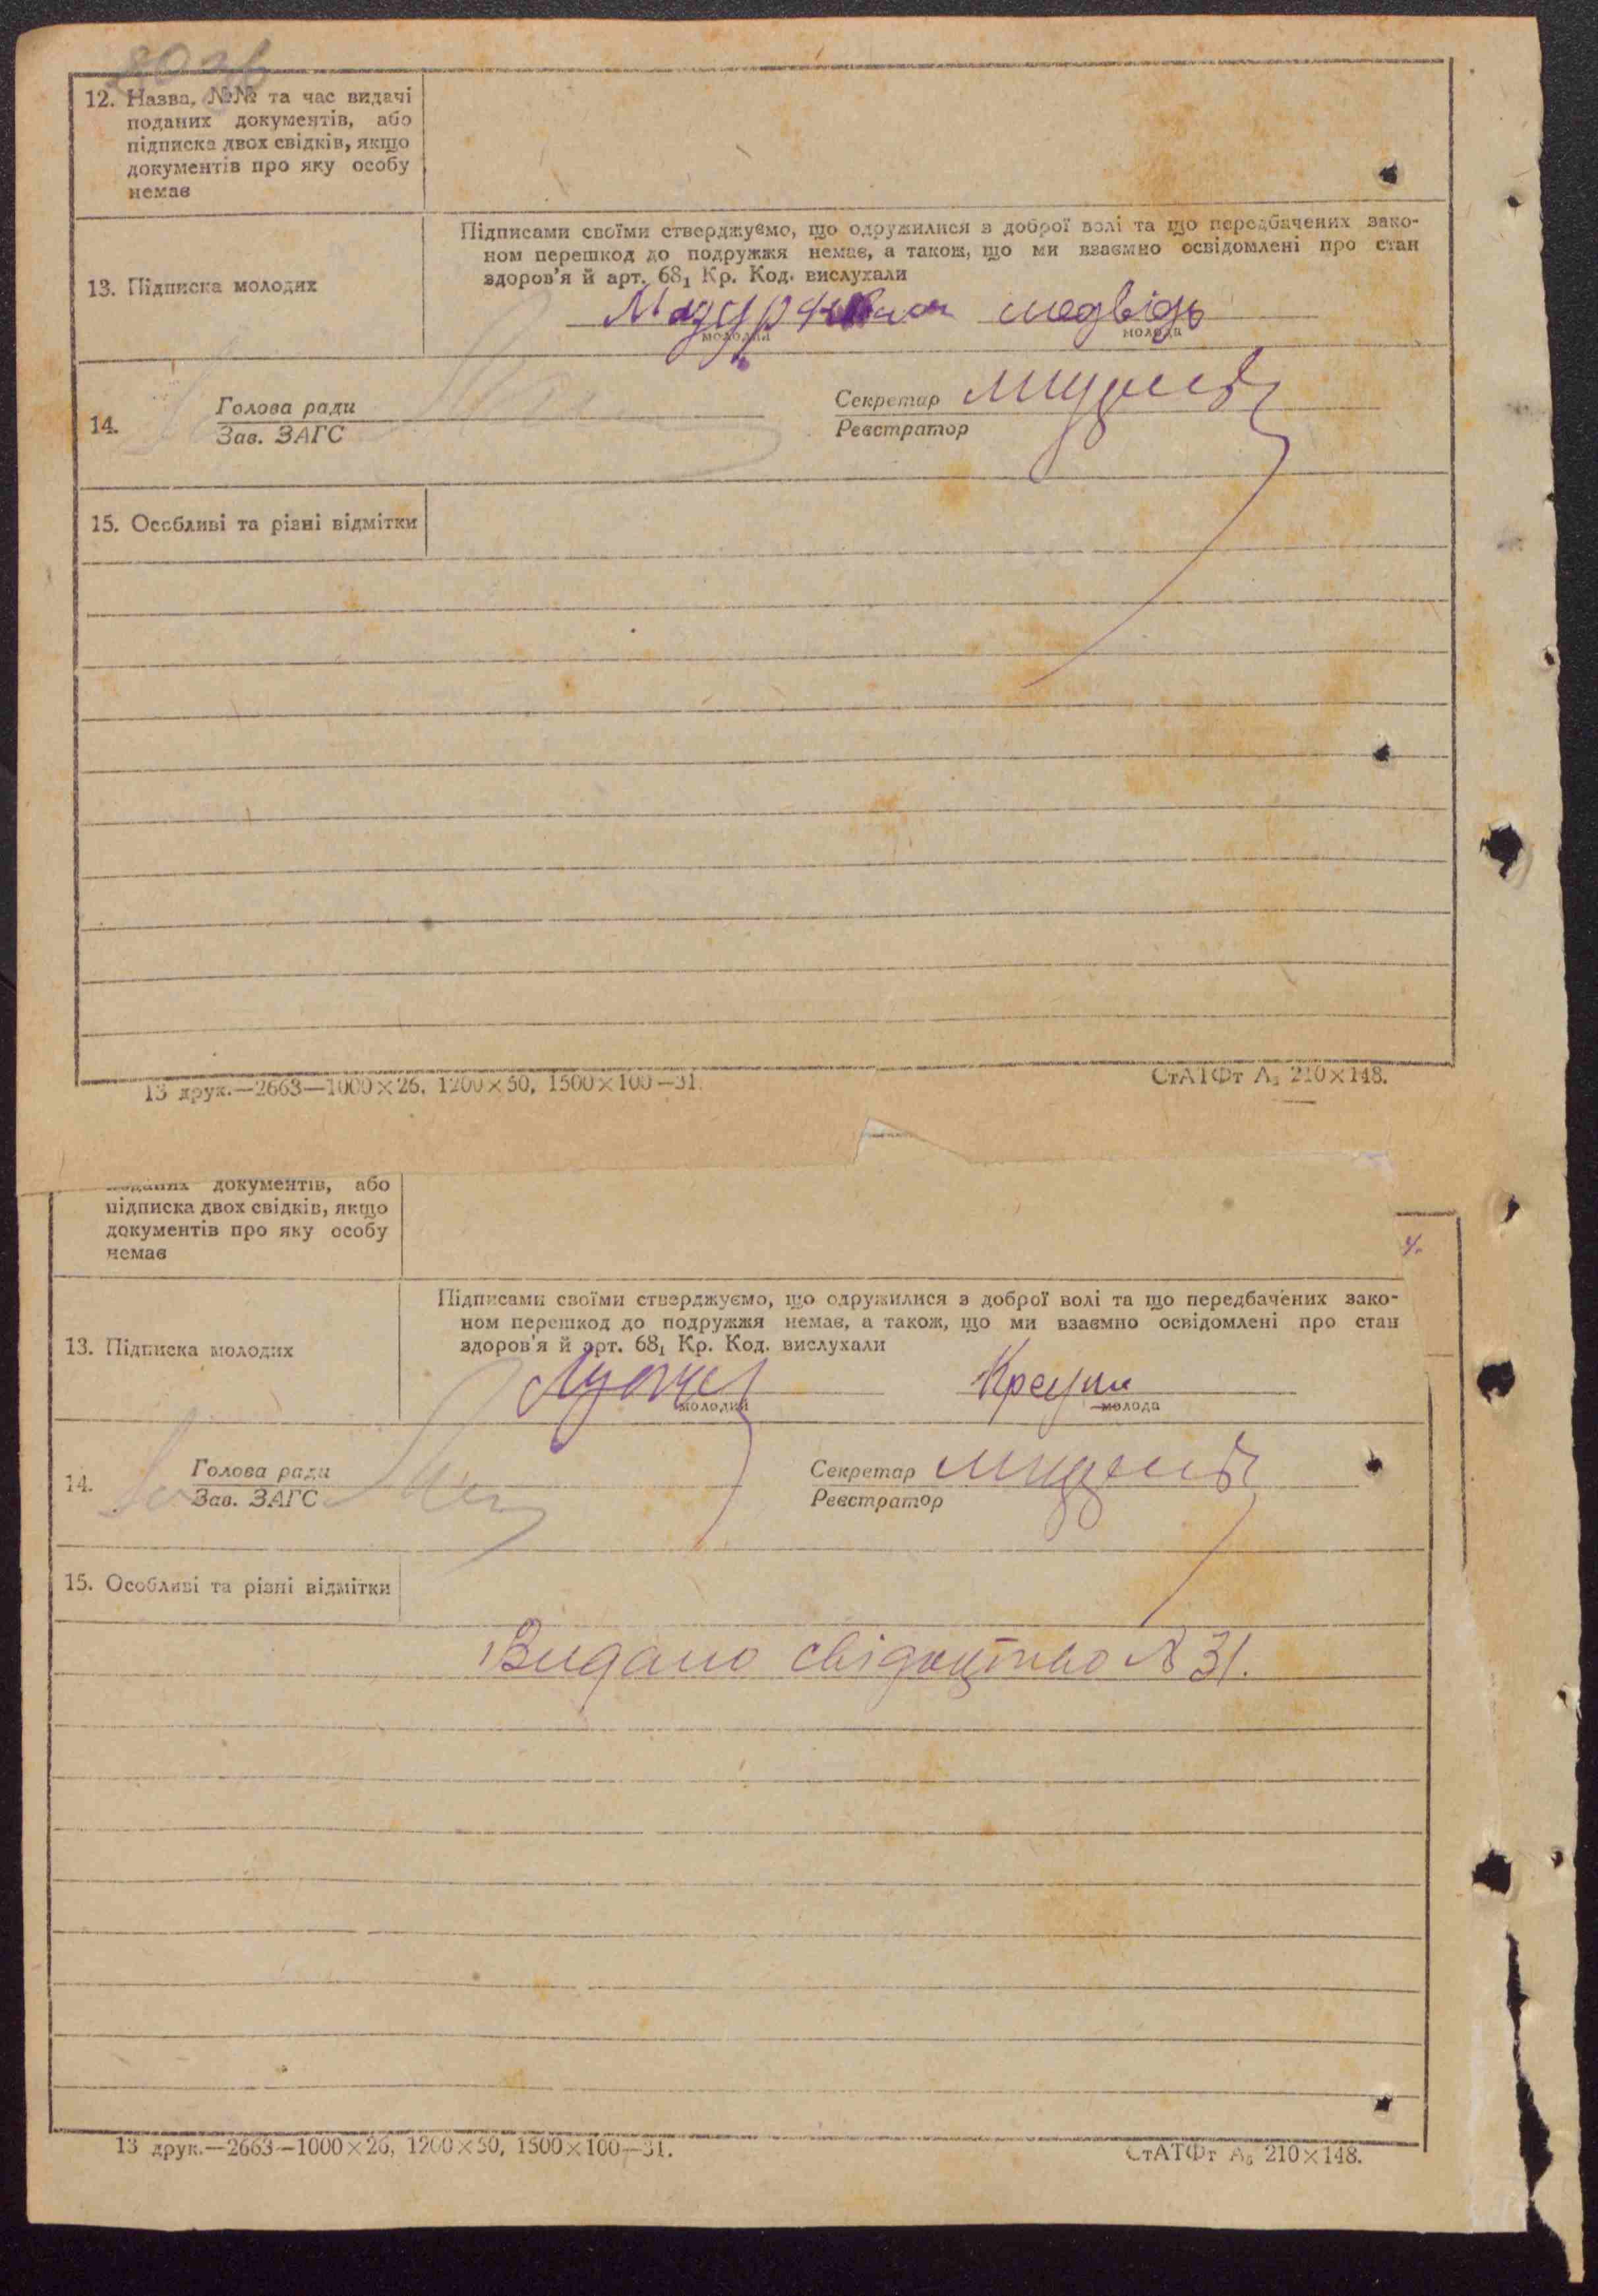 12. Назва, №№ та час видачі
поданих документів, або
підписка двох свідків, якщо
документів про яку особу
немає
13. Підписка молодих
Підписами своїми стверджуємо, що одружилися з доброї волі та що передбачених зако-
ном перешкод до подружжя немає, а також, що ми взаємно освідомлені про стан
здоров'я й арт. 68₁ Кр. Код. вислухали
медвідь
молодий
молода
14.
Голова ради
Зав. ЗАГС
Секретар
Реєстратор
15. Особливі та різні відмітки
13 друк.—2663—1000×26, 1200×50, 1500×100—31.
СтАТФт А₅ 210×148.
документів, або
підписка двох свідків, якщо
документів про яку особу
немає
13. Підписка молодих
Підписами своїми стверджуємо, що одружилися з доброї волі та що передбачених зако-
ном перешкод до подружжя немає, а також, що ми взаємно освідомлені про стан
здоров'я й арт. 68₁ Кр. Код. вислухали
молодий
молода
14.
Голова ради
Зав. ЗАГС
Секретар
Реєстратор
15. Особливі та різні відмітки
Видано свідоцтво № 31.
13 друк.—2663—1000×26, 1200×50, 1500×100—31.
СтАТФт А₅ 210×148.